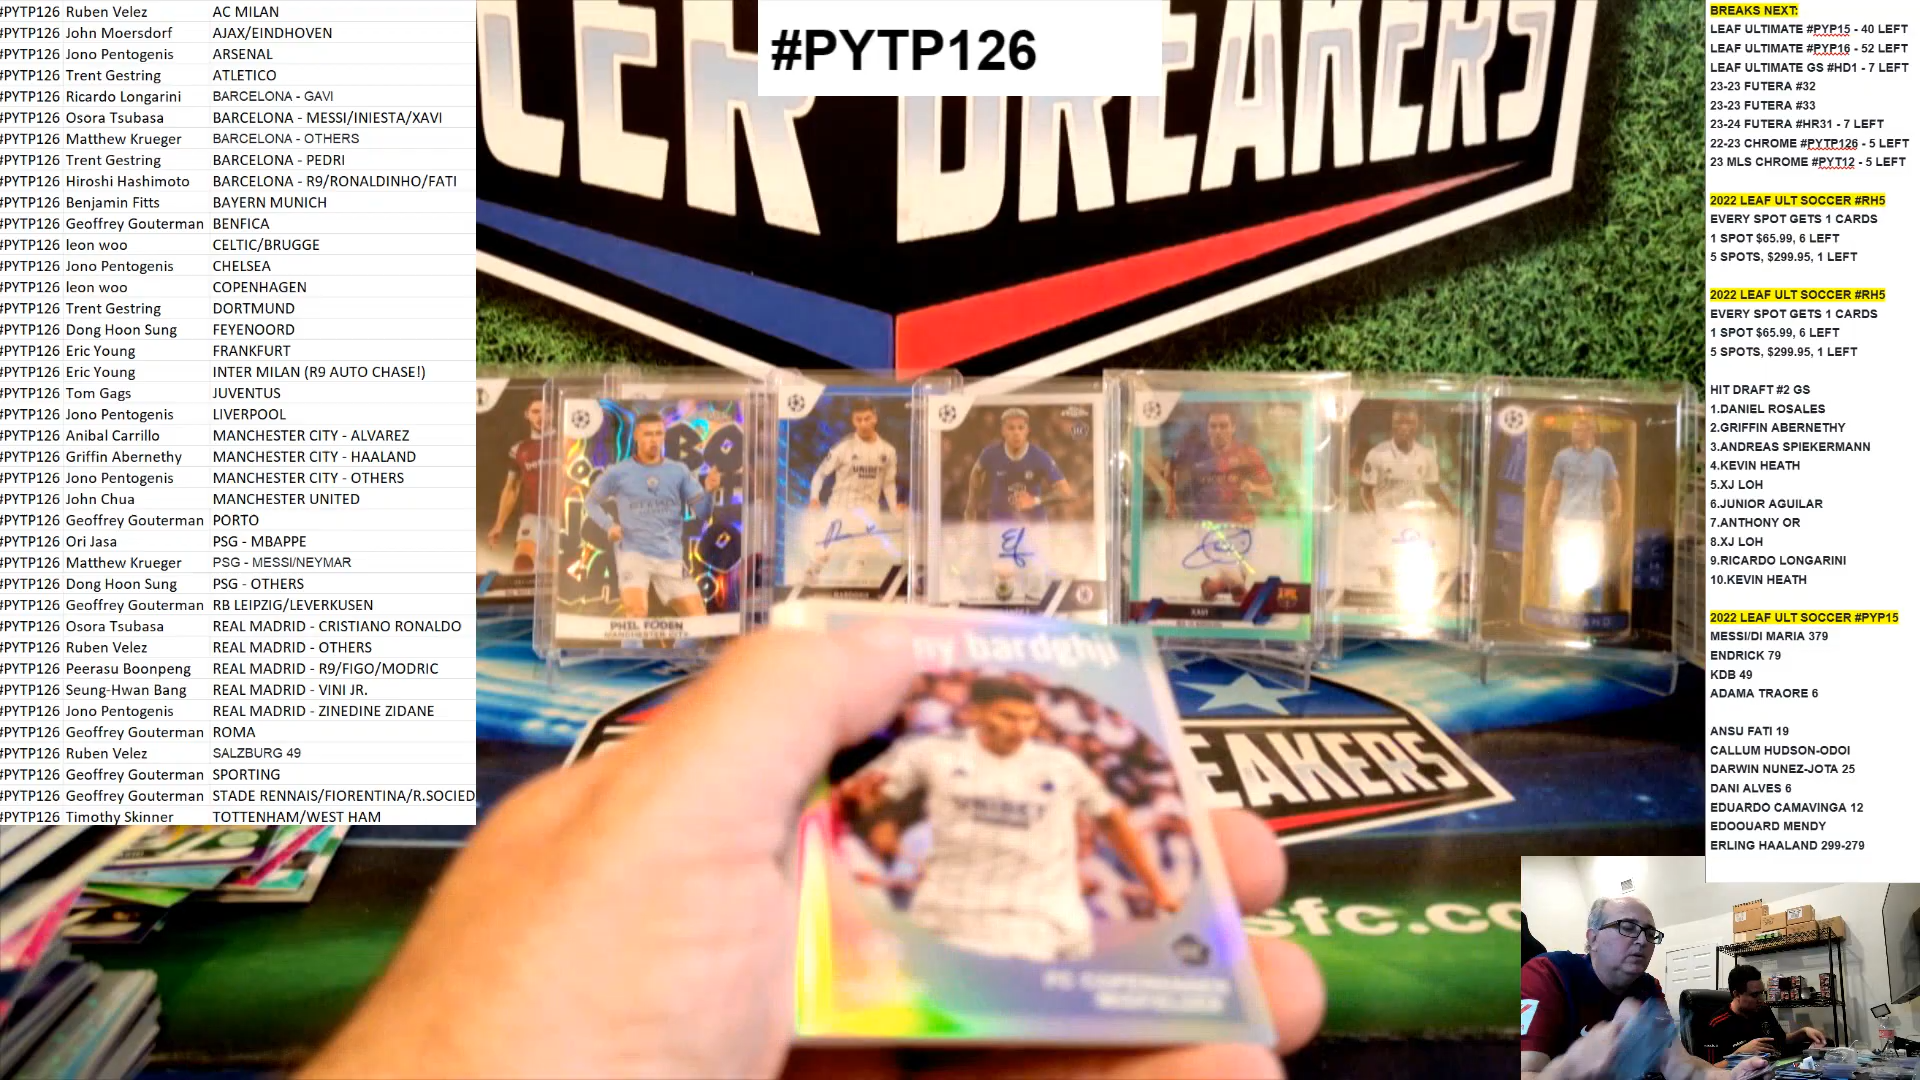 #PYTP126 Ruben Velez AC MILAN
#PYTP126 John Moersdorf AJAX/EINDHOVEN
#PYTP126 Jono Pentogenis ARSENAL
#PYTP126 Trent Gestring ATLETICO
#PYTP126 Ricardo Longarini BARCELONA - GAVI
#PYTP126 Osora Tsubasa BARCELONA - MESSI/INIESTA/XAVI
#PYTP126 Matthew Krueger BARCELONA - OTHERS
#PYTP126 Trent Gestring BARCELONA - PEDRI
#PYTP126 Hiroshi Hashimoto BARCELONA - R9/RONALDINHO/FATI
#PYTP126 Benjamin Fitts BAYERN MUNICH
#PYTP126 Geoffrey Gouterman BENFICA
#PYTP126 leon woo CELTIC/BRUGGE
#PYTP126 Jono Pentogenis CHELSEA
#PYTP126 leon woo COPENHAGEN
#PYTP126 Trent Gestring DORTMUND
#PYTP126 Dong Hoon Sung FEYENOORD
#PYTP126 Eric Young FRANKFURT
#PYTP126 Eric Young INTER MILAN (R9 AUTO CHASE!)
#PYTP126 Tom Gags JUVENTUS
#PYTP126 Jono Pentogenis LIVERPOOL
#PYTP126 Anibal Carrillo MANCHESTER CITY - ALVAREZ
#PYTP126 Griffin Abernethy MANCHESTER CITY - HAALAND
#PYTP126 Jono Pentogenis MANCHESTER CITY - OTHERS
#PYTP126 John Chua MANCHESTER UNITED
#PYTP126 Geoffrey Gouterman PORTO
#PYTP126 Ori Jasa PSG - MBAPPE
#PYTP126 Matthew Krueger PSG - MESSI/NEYMAR
#PYTP126 Dong Hoon Sung PSG - OTHERS
#PYTP126 Geoffrey Gouterman RB LEIPZIG/LEVERKUSEN
#PYTP126 Osora Tsubasa REAL MADRID - CRISTIANO RONALDO
#PYTP126 Ruben Velez REAL MADRID - OTHERS
#PYTP126 Peerasu Boonpeng REAL MADRID - R9/FIGO/MODRIC
#PYTP126 Seung-Hwan Bang REAL MADRID - VINI JR.
#PYTP126 Jono Pentogenis REAL MADRID - ZINEDINE ZIDANE
#PYTP126 Geoffrey Gouterman ROMA
#PYTP126 Ruben Velez SALZBURG 49
#PYTP126 Geoffrey Gouterman SPORTING
#PYTP126 Geoffrey Gouterman STADE RENNAIS/FIORENTINA/R.SOCIED
#PYTP126 Timothy Skinner TOTTENHAM/WEST HAM
#PYTP126
CER BREAKERS
PHIL FODEN
MANCHESTER CITY
XAVI
ny bardghji
UNIBET
FC COPENHAGEN
EAKERS
sfc.co
BREAKS NEXT:
LEAF ULTIMATE #PYP15 - 40 LEFT
LEAF ULTIMATE #PYP16 - 52 LEFT
LEAF ULTIMATE GS #HD1 - 7 LEFT
23-23 FUTERA #32
23-23 FUTERA #33
23-24 FUTERA #HR31 - 7 LEFT
22-23 CHROME #PYTP126 - 5 LEFT
23 MLS CHROME #PYT12 - 5 LEFT
2022 LEAF ULT SOCCER #RH5
EVERY SPOT GETS 1 CARDS
1 SPOT $65.99, 6 LEFT
5 SPOTS, $299.95, 1 LEFT
2022 LEAF ULT SOCCER #RH5
EVERY SPOT GETS 1 CARDS
1 SPOT $65.99, 6 LEFT
5 SPOTS, $299.95, 1 LEFT
HIT DRAFT #2 GS
1.DANIEL ROSALES
2.GRIFFIN ABERNETHY
3.ANDREAS SPIEKERMANN
4.KEVIN HEATH
5.XJ LOH
6.JUNIOR AGUILAR
7.ANTHONY OR
8.XJ LOH
9.RICARDO LONGARINI
10.KEVIN HEATH
2022 LEAF ULT SOCCER #PYP15
MESSI/DI MARIA 379
ENDRICK 79
KDB 49
ADAMA TRAORE 6
ANSU FATI 19
CALLUM HUDSON-ODOI
DARWIN NUNEZ-JOTA 25
DANI ALVES 6
EDUARDO CAMAVINGA 12
EDOOUARD MENDY
ERLING HAALAND 299-279